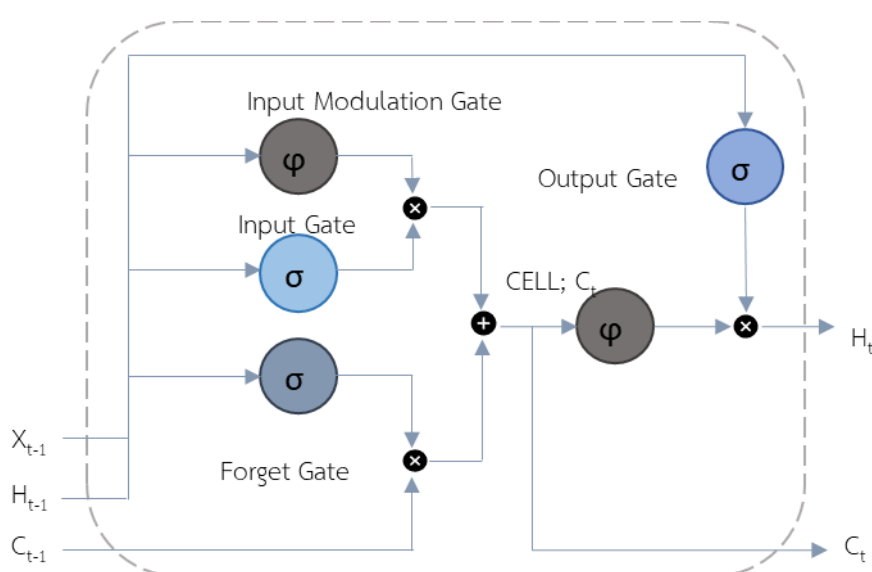 Input Modulation Gate
φ
×
Output Gate
σ
Input Gate
σ
CELL; Cₜ
+
φ
×
Hₜ
σ
Xₜ₋₁
×
Forget Gate
Hₜ₋₁
Cₜ₋₁
Cₜ